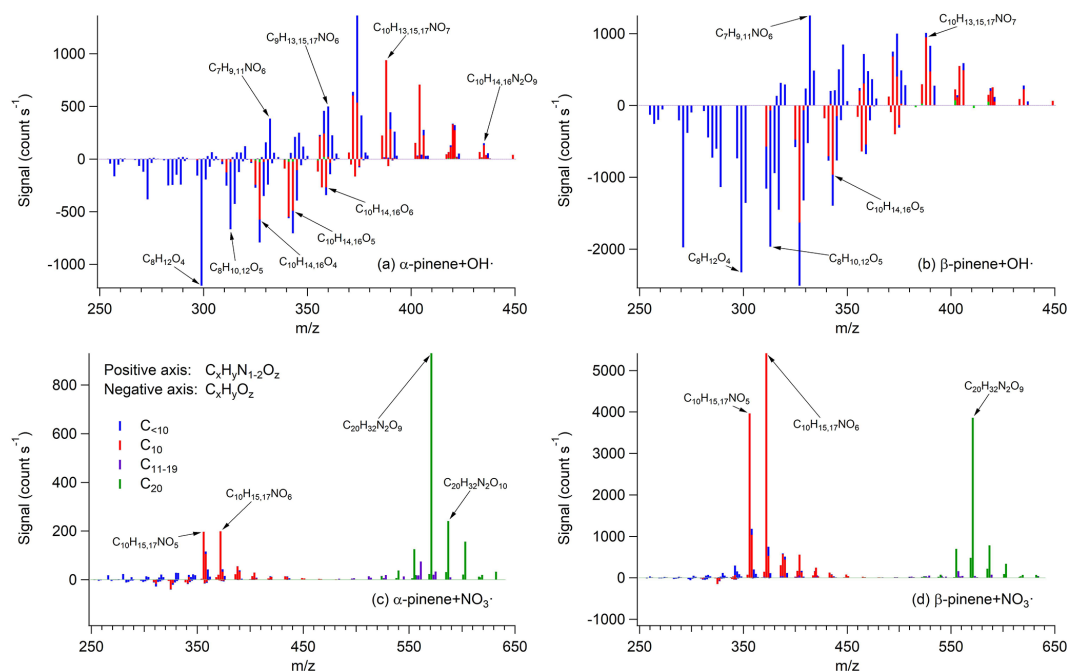 1000
500
0
-500
-1000
Signal (count s⁻¹)
C₇H₉,₁₁NO₆
C₉H₁₃,₁₅,₁₇NO₆
C₁₀H₁₃,₁₅,₁₇NO₇
C₁₀H₁₄,₁₆N₂O₉
C₈H₁₂O₄
C₈H₁₀,₁₂O₅
C₁₀H₁₄,₁₆O₄
C₁₀H₁₄,₁₆O₅
C₁₀H₁₄,₁₆O₆
(a) α-pinene+OH·
250 300 350 400 450
m/z
1000
0
-1000
-2000
Signal (count s⁻¹)
C₇H₉,₁₁NO₆
C₁₀H₁₃,₁₅,₁₇NO₇
C₁₀H₁₄,₁₆O₅
C₈H₁₂O₄
C₈H₁₀,₁₂O₅
(b) β-pinene+OH·
250 300 350 400 450
m/z
800
600
400
200
0
Signal (count s⁻¹)
Positive axis: CₓHᵧN₁₋₂O_z
Negative axis: CₓHᵧO_z
C<₁₀
C₁₀
C₁₁₋₁₉
C₂₀
C₂₀H₃₂N₂O₉
C₂₀H₃₂N₂O₁₀
C₁₀H₁₅,₁₇NO₆
C₁₀H₁₅,₁₇NO₅
(c) α-pinene+NO₃·
250 350 450 550 650
m/z
5000
4000
3000
2000
1000
0
-1000
Signal (count s⁻¹)
C₁₀H₁₅,₁₇NO₅
C₁₀H₁₅,₁₇NO₆
C₂₀H₃₂N₂O₉
(d) β-pinene+NO₃·
250 350 450 550 650
m/z